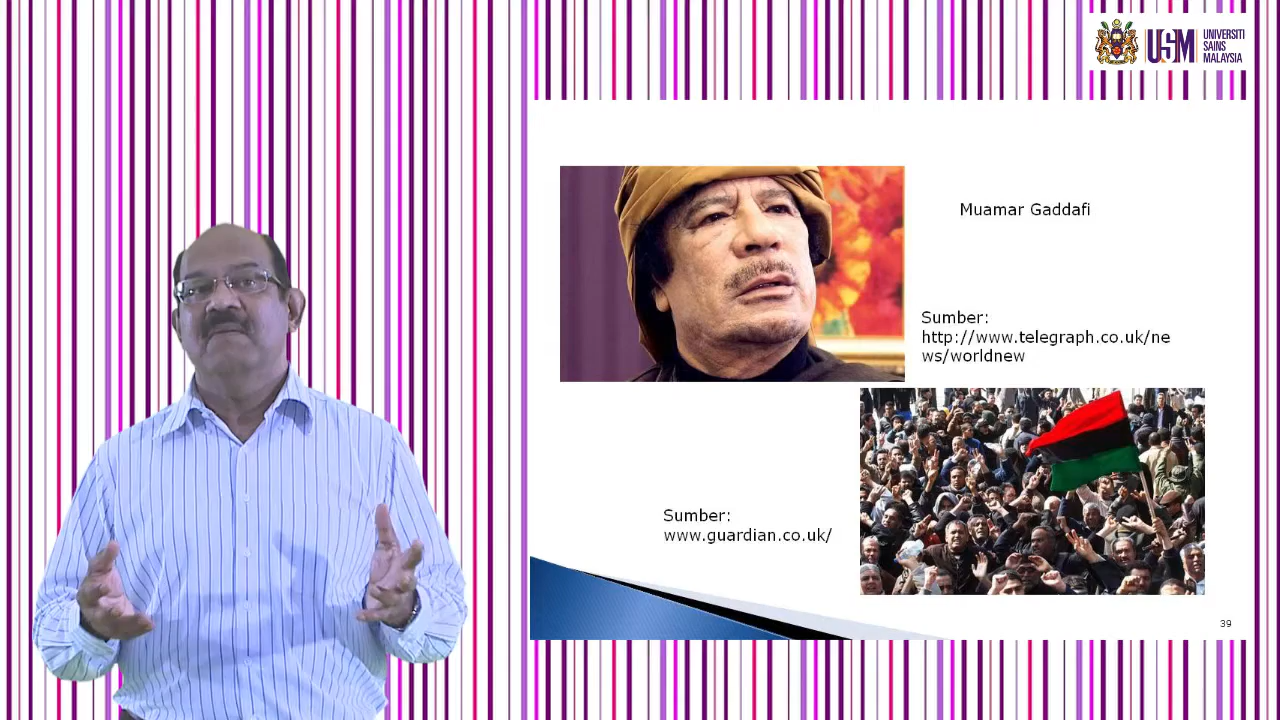 USM
UNIVERSITI
SAINS
MALAYSIA
Muamar Gaddafi
Sumber:
http://www.telegraph.co.uk/ne
ws/worldnew
Sumber:
www.guardian.co.uk/
39